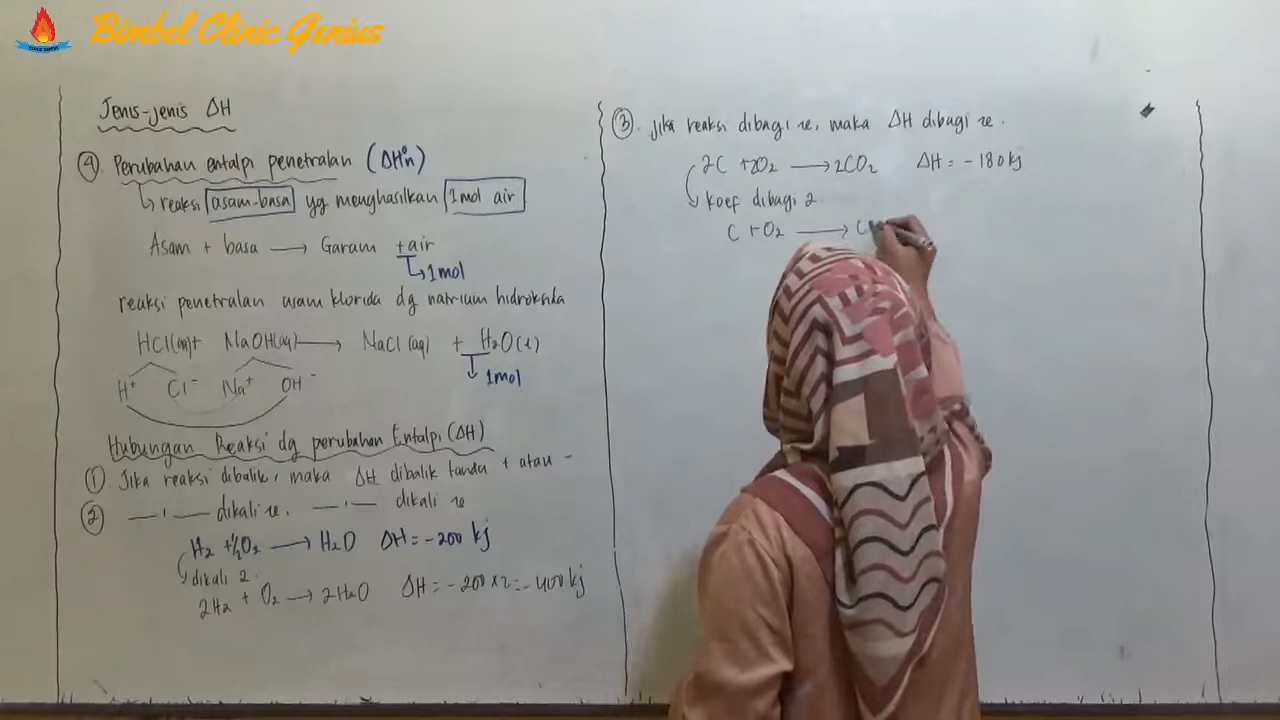 Bimbel Clinic Genius
CLINIC GENIUS
Jenis-jenis ΔH
④. Perubahan entalpi penetralan (ΔH°n)
↳ reaksi asam-basa yg menghasilkan 1 mol air
Asam + basa → Garam + air
↳ 1 mol
reaksi penetralan asam klorida dg natrium hidroksida
HCl(aq) + NaOH(aq) → NaCl (aq) + H₂O(l)
H⁺ Cl⁻ Na⁺ OH⁻
↓ 1 mol
Hubungan Reaksi dg perubahan Entalpi (ΔH)
①. Jika reaksi dibalik, maka ΔH dibalik tanda + atau -
② —〃— dikali x, —〃— dikali x
H₂ + ½O₂ → H₂O ΔH = -200 kj
dikali 2.
2H₂ + O₂ → 2H₂O ΔH = -200 x 2 = -400 kj
③. Jika reaksi dibagi x, maka ΔH dibagi x.
2C + 2O₂ → 2CO₂ ΔH = -180 kj
koef dibagi 2
C + O₂ → C